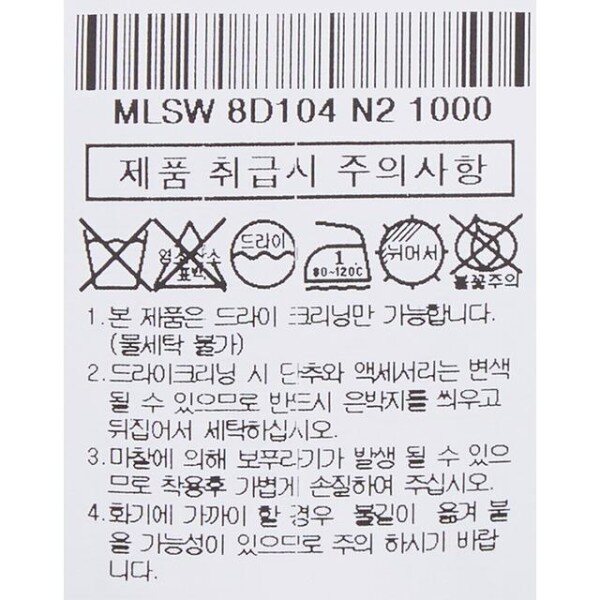 MLSW 8D104 N2 1000
제품 취급시 주의사항
염소산소 드라이 1 뉘어서
표백 80~120C 불꽃주의
1. 본 제품은 드라이 크리닝만 가능합니다.
(물세탁 불가)
2. 드라이크리닝 시 단추와 액세서리는 변색
될 수 있으므로 반드시 은박지를 씌우고
뒤집어서 세탁하십시오.
3. 마찰에 의해 보푸라기가 발생 될 수 있으
므로 착용후 가볍게 손질하여 주십시오.
4. 화기에 가까이 할 경우 불길이 옮겨 붙
을 가능성이 있으므로 주의 하시기 바랍
니다.